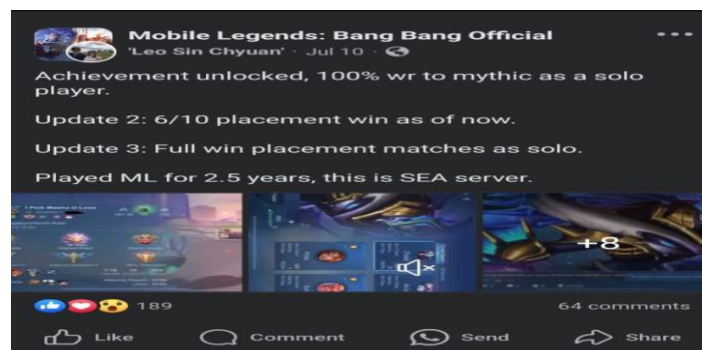 Mobile Legends: Bang Bang Official
'Leo Sin Chyuan' · Jul 10 ·
Achievement unlocked, 100% wr to mythic as a solo
player.
Update 2: 6/10 placement win as of now.
Update 3: Full win placement matches as solo.
Played ML for 2.5 years, this is SEA server.
+8
189
64 comments
Like
Comment
Send
Share